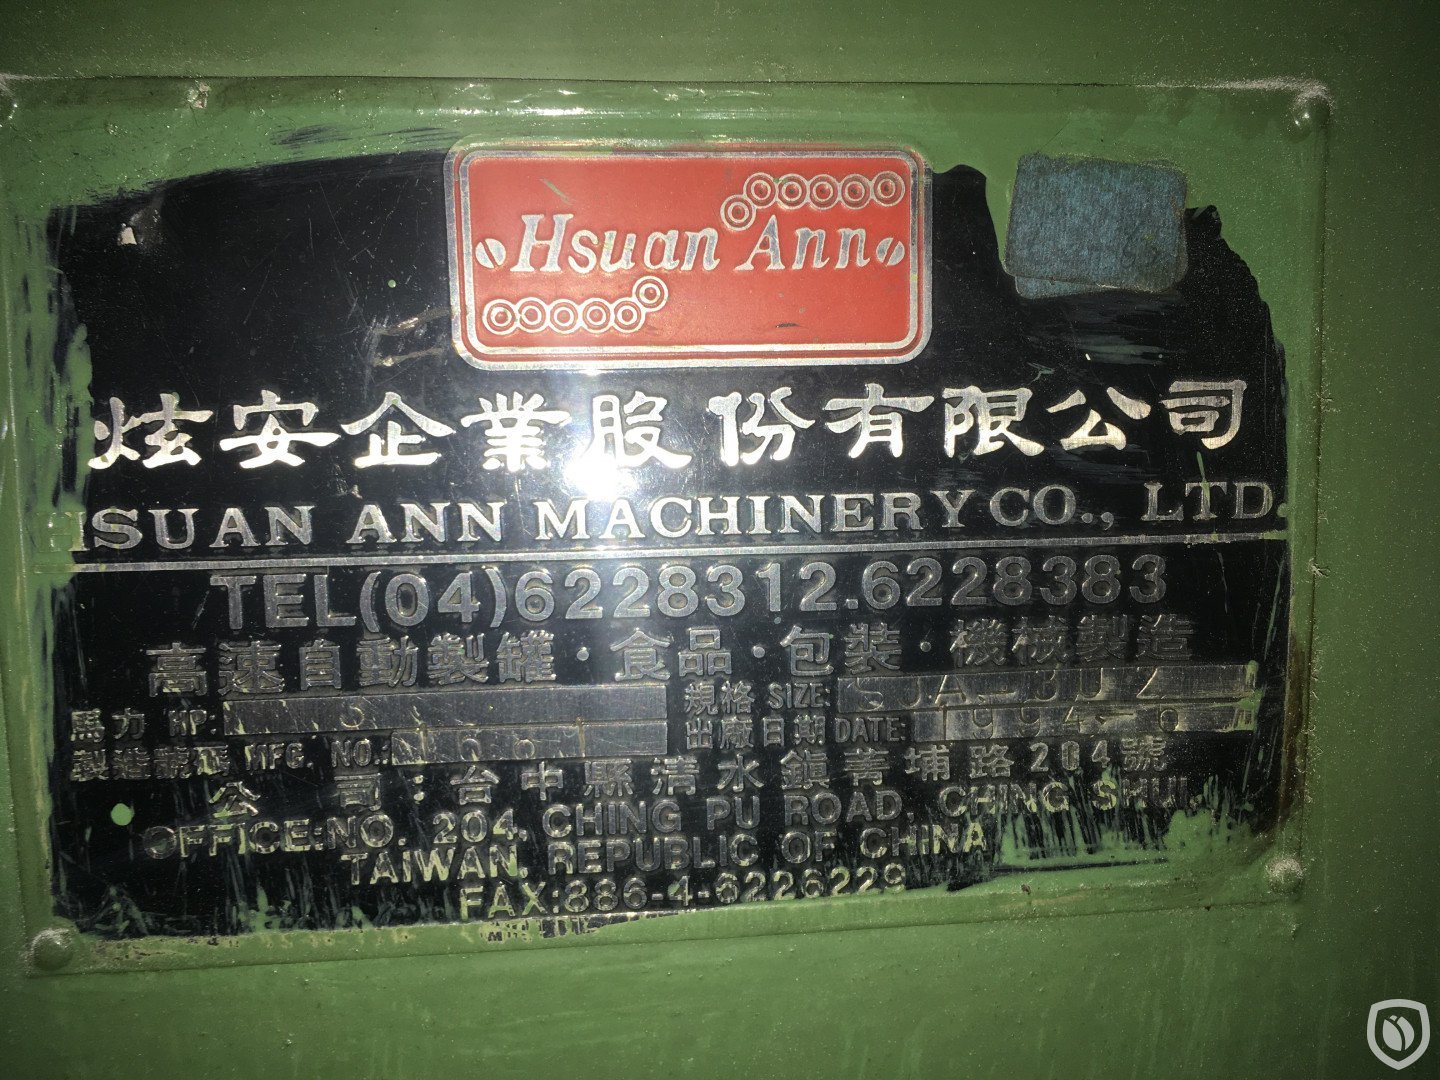 Hsuan Ann
炫安企業股份有限公司
HSUAN ANN MACHINERY CO., LTD.
TEL(04)6228312.6228383
高速自動製罐·食品·包裝·機械製造
馬力 HP: 3 規格 SIZE:
製造號碼 MFG. NO.: 出廠日期 DATE: 1994-6
公司:台中縣清水鎮菁埔路204號
OFFICE:NO. 204, CHING PU ROAD, CHING SHUI,
TAIWAN, REPUBLIC OF CHINA
FAX:886-4-6226229